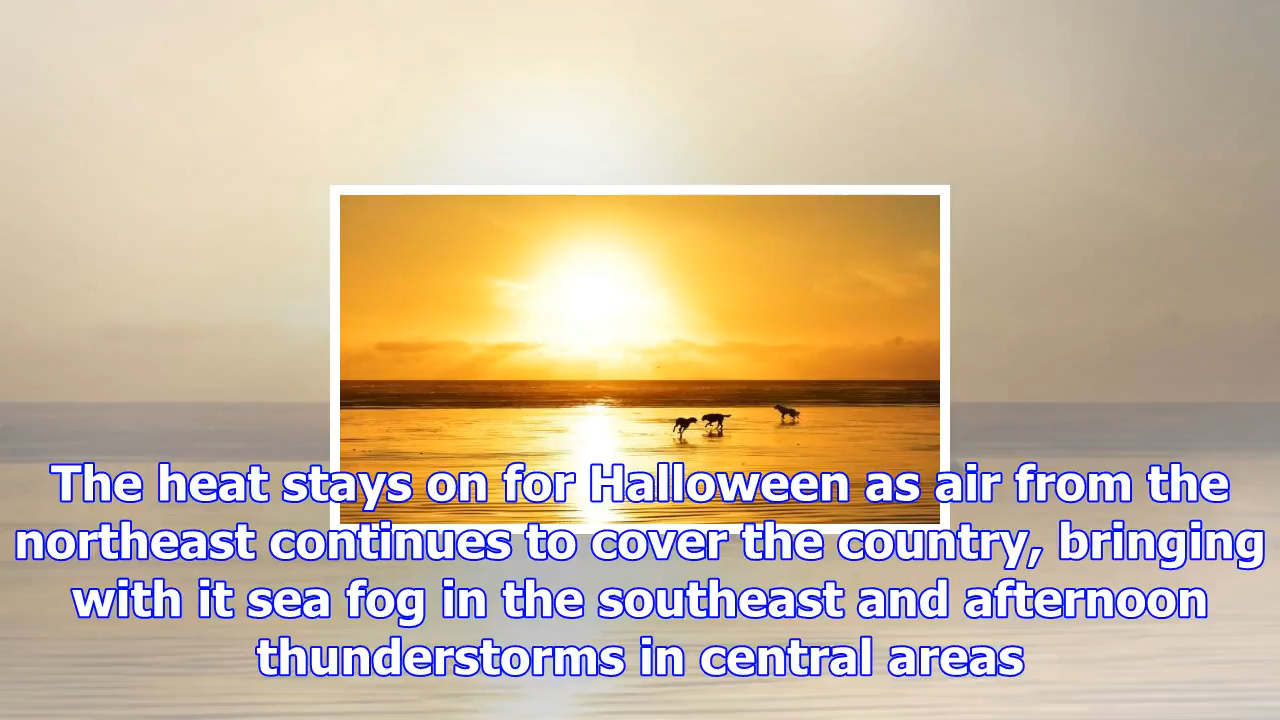 The heat stays on for Halloween as air from the
northeast continues to cover the country, bringing
with it sea fog in the southeast and afternoon
thunderstorms in central areas